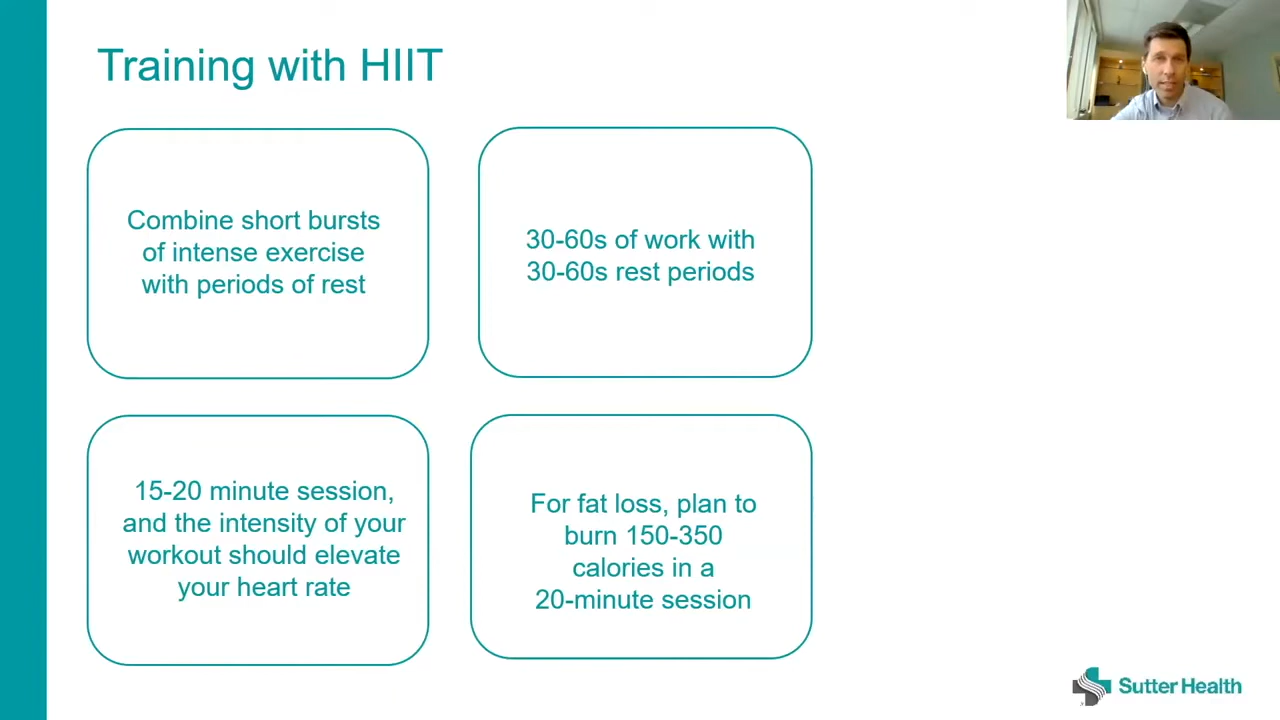 Training with HIIT
Combine short bursts
of intense exercise
with periods of rest
30-60s of work with
30-60s rest periods
15-20 minute session,
and the intensity of your
workout should elevate
your heart rate
For fat loss, plan to
burn 150-350
calories in a
20-minute session
Sutter Health